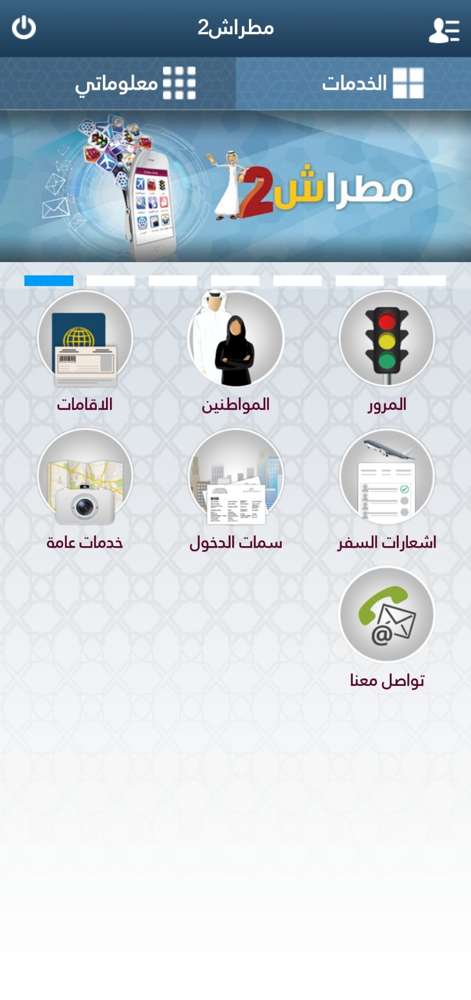 مطراش2
الخدمات
معلوماتي
مطراش2
المرور
المواطنين
الاقامات
اشعارات السفر
سمات الدخول
خدمات عامة
@
تواصل معنا